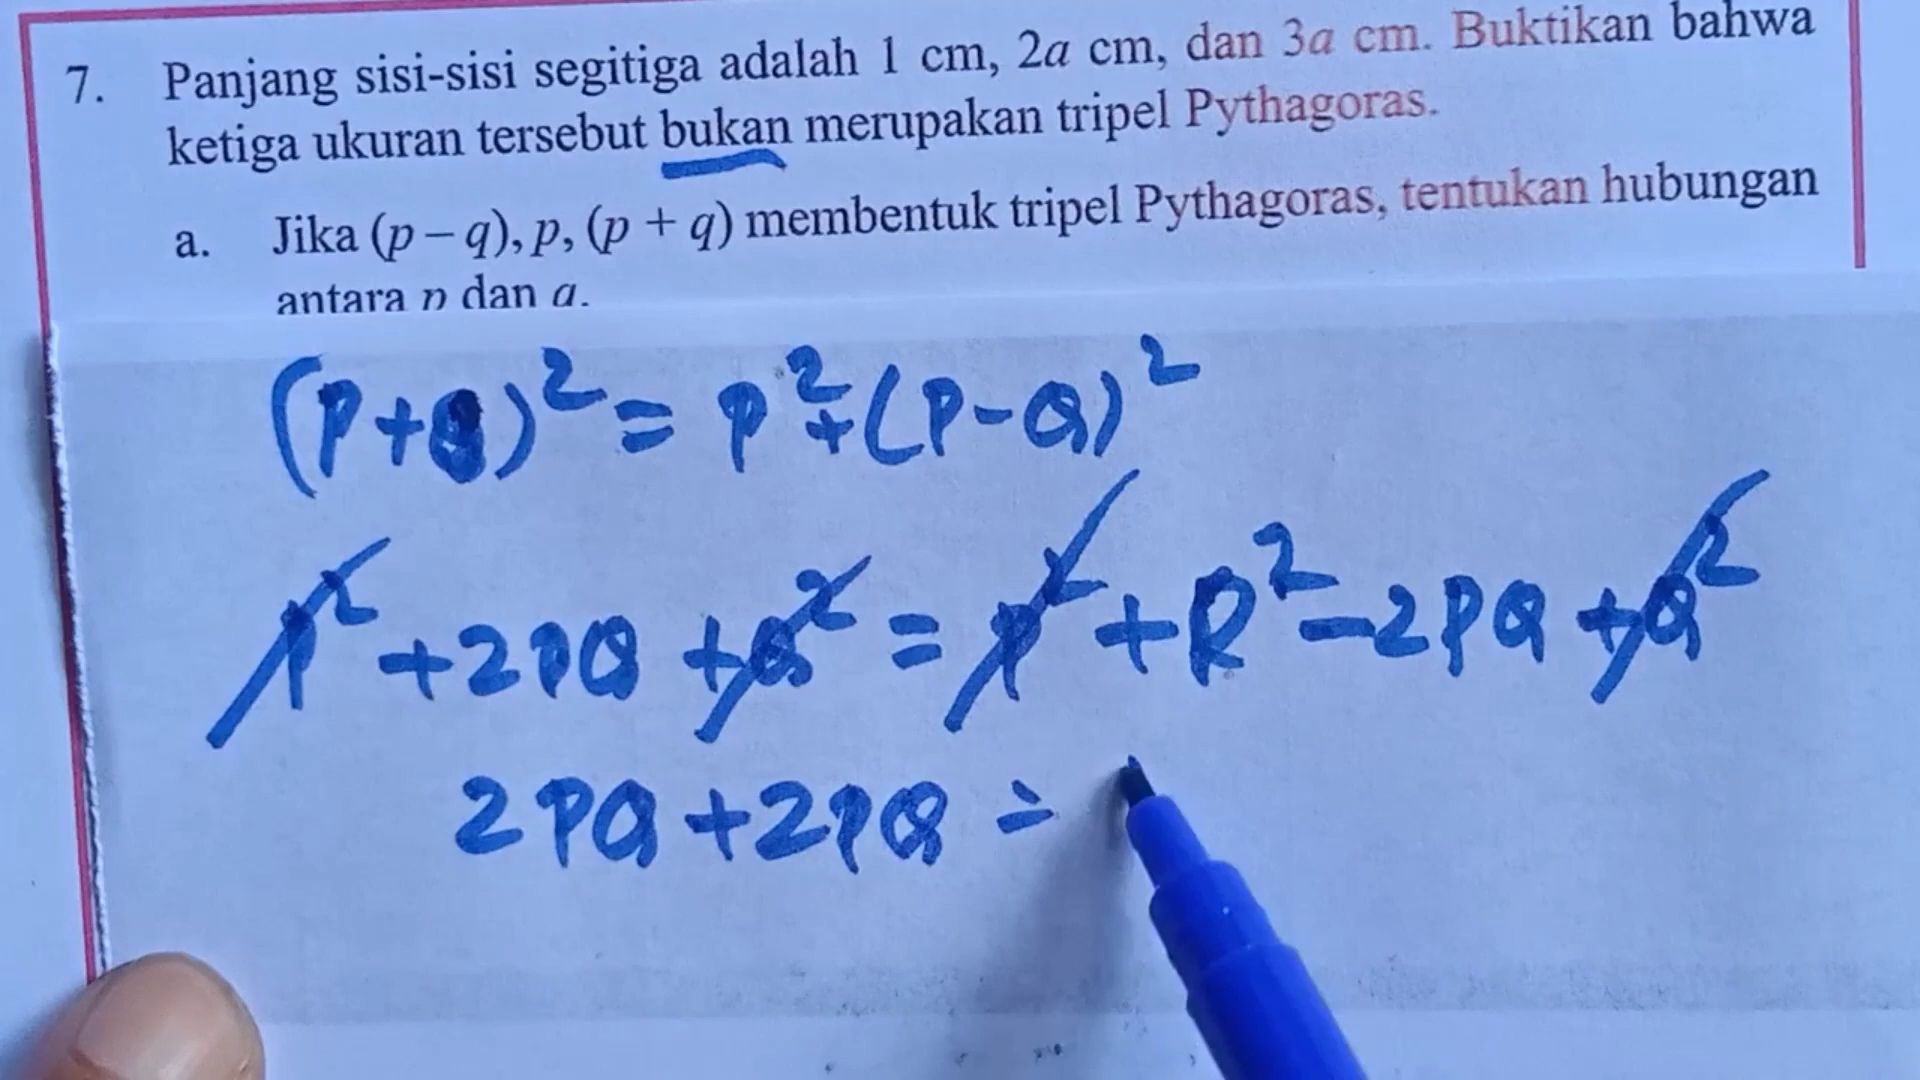 7. Panjang sisi-sisi segitiga adalah 1 cm, 2a cm, dan 3a cm. Buktikan bahwa
ketiga ukuran tersebut bukan merupakan tripel Pythagoras.
a. Jika (p – q), p, (p + q) membentuk tripel Pythagoras, tentukan hubungan
antara p dan q.
(P+Q)² = P²+(P-Q)²
P²+2PQ+Q² = P²+P²-2PQ+Q²
2PQ+2PQ =